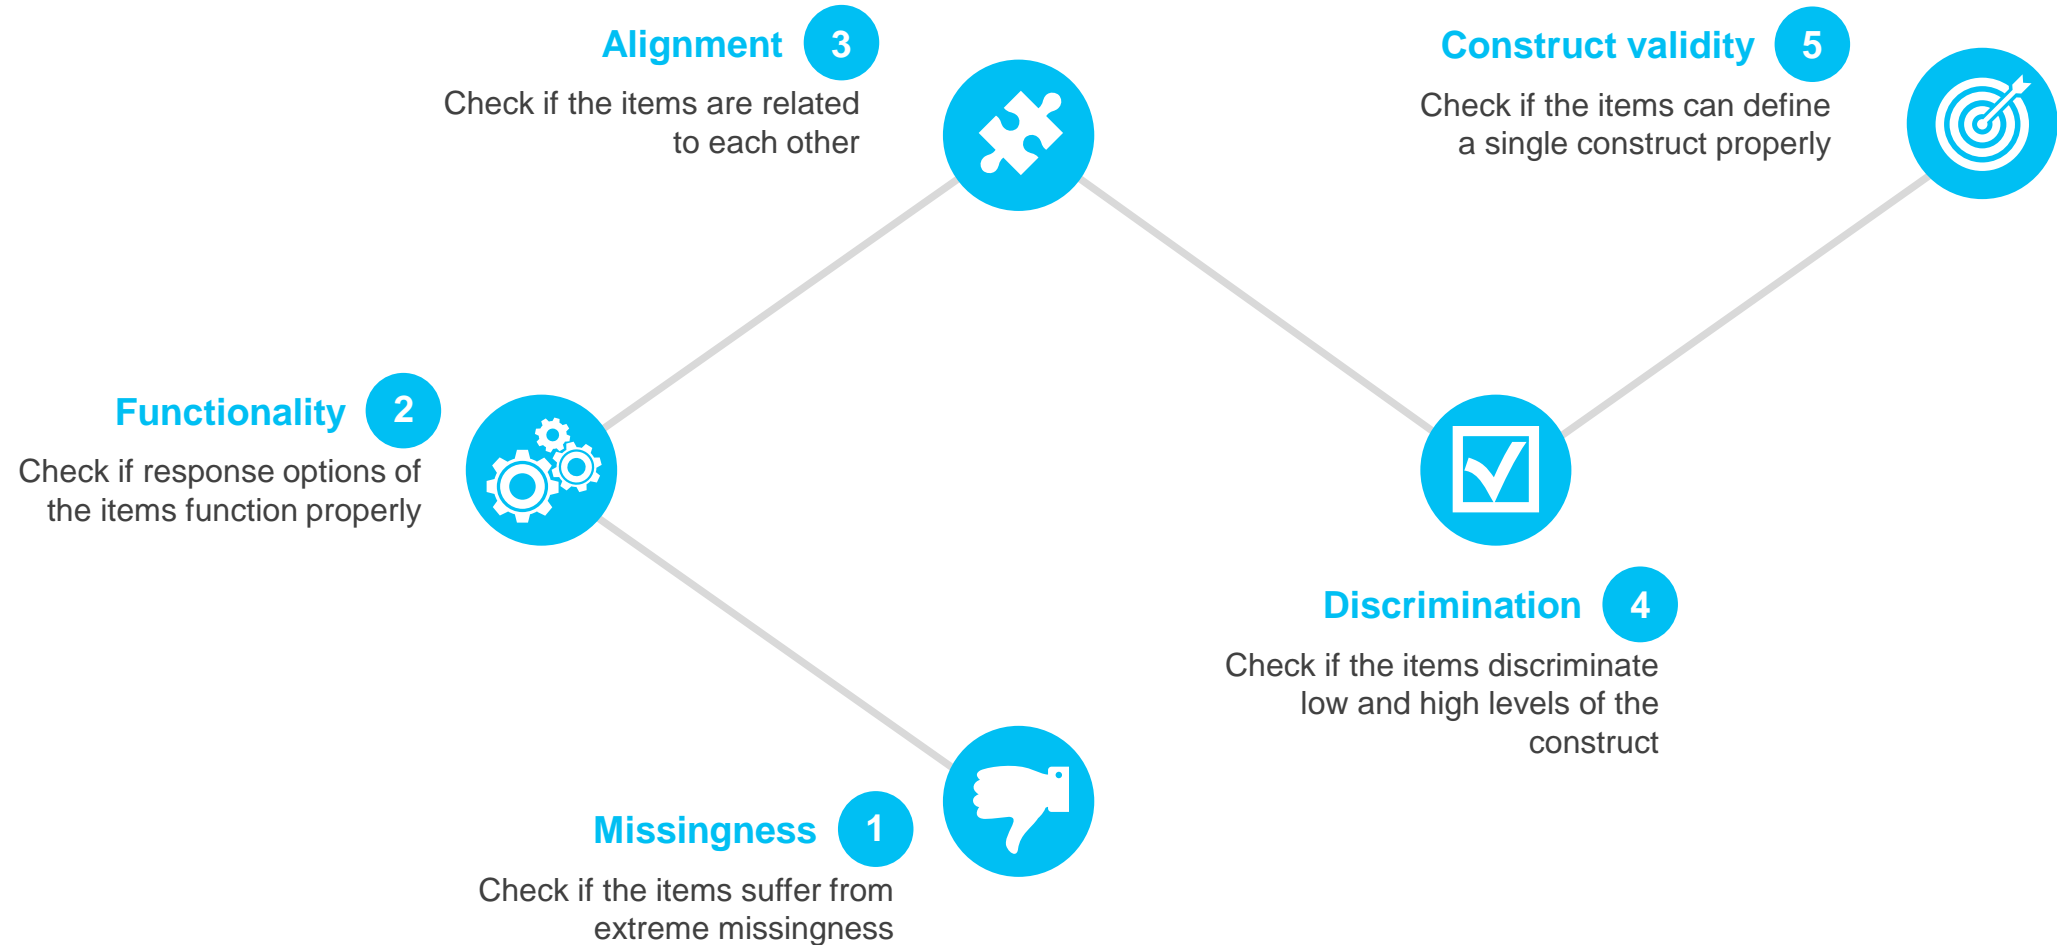 Alignment 3
Check if the items are related
to each other
Construct validity 5
Check if the items can define
a single construct properly
Functionality 2
Check if response options of
the items function properly
Discrimination 4
Check if the items discriminate
low and high levels of the
construct
Missingness 1
Check if the items suffer from
extreme missingness